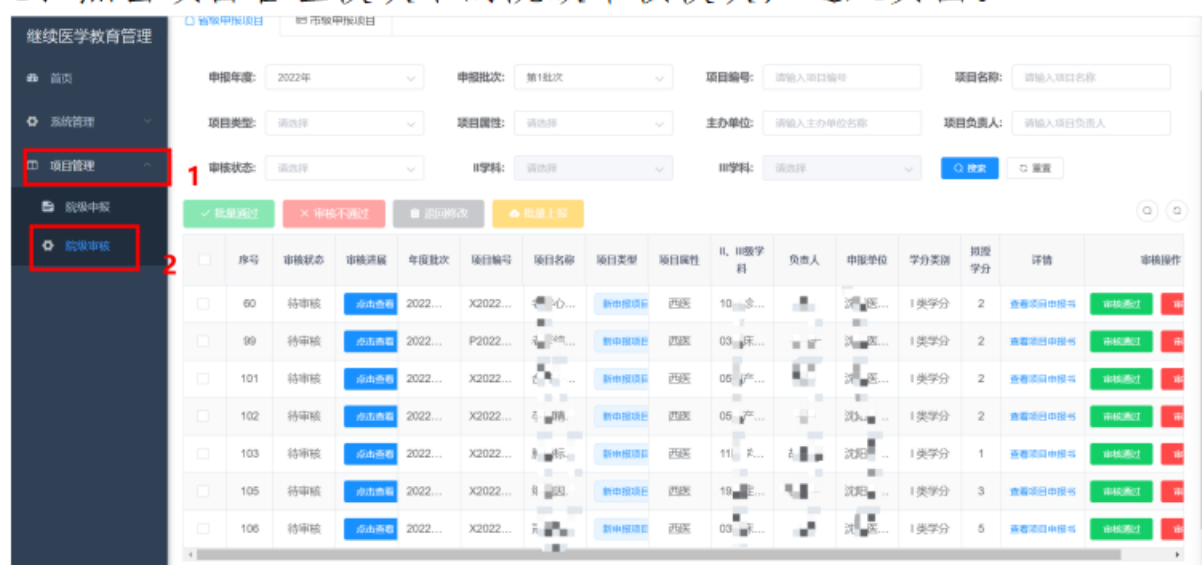 继续医学教育管理
首页
系统管理
项目管理
院级申报
院级审核
1
2
省级申报项目 市级申报项目
申报年度: 2022年 申报批次: 第1批次 项目编号: 请输入项目编号 项目名称: 请输入项目名称
项目类型: 请选择 项目属性: 请选择 主办单位: 请输入主办单位名称 项目负责人: 请输入项目负责人
审核状态: 请选择 II学科: 请选择 III学科: 请选择 搜索 重置
批量通过 审核不通过 退回修改 批量上报
序号 审核状态 审核进展 年度批次 项目编号 项目名称 项目类型 项目属性 II、III级学科 负责人 申报单位 学分类别 拟授学分 详情 审核操作
60 待审核 点击查看 2022... X2022... 新申报项目 西医 10 I类学分 2 查看项目申报书 审核通过
99 待审核 点击查看 2022... P2022... 新申报项目 西医 03 I类学分 2 查看项目申报书 审核通过
101 待审核 点击查看 2022... X2022... 新申报项目 西医 05 I类学分 2 查看项目申报书 审核通过
102 待审核 点击查看 2022... X2022... 新申报项目 西医 05 I类学分 2 查看项目申报书 审核通过
103 待审核 点击查看 2022... X2022... 新申报项目 西医 11 沈阳 I类学分 1 查看项目申报书 审核通过
105 待审核 点击查看 2022... X2022... 新申报项目 西医 19 沈阳 I类学分 3 查看项目申报书 审核通过
106 待审核 点击查看 2022... X2022... 新申报项目 西医 03 I类学分 5 查看项目申报书 审核通过